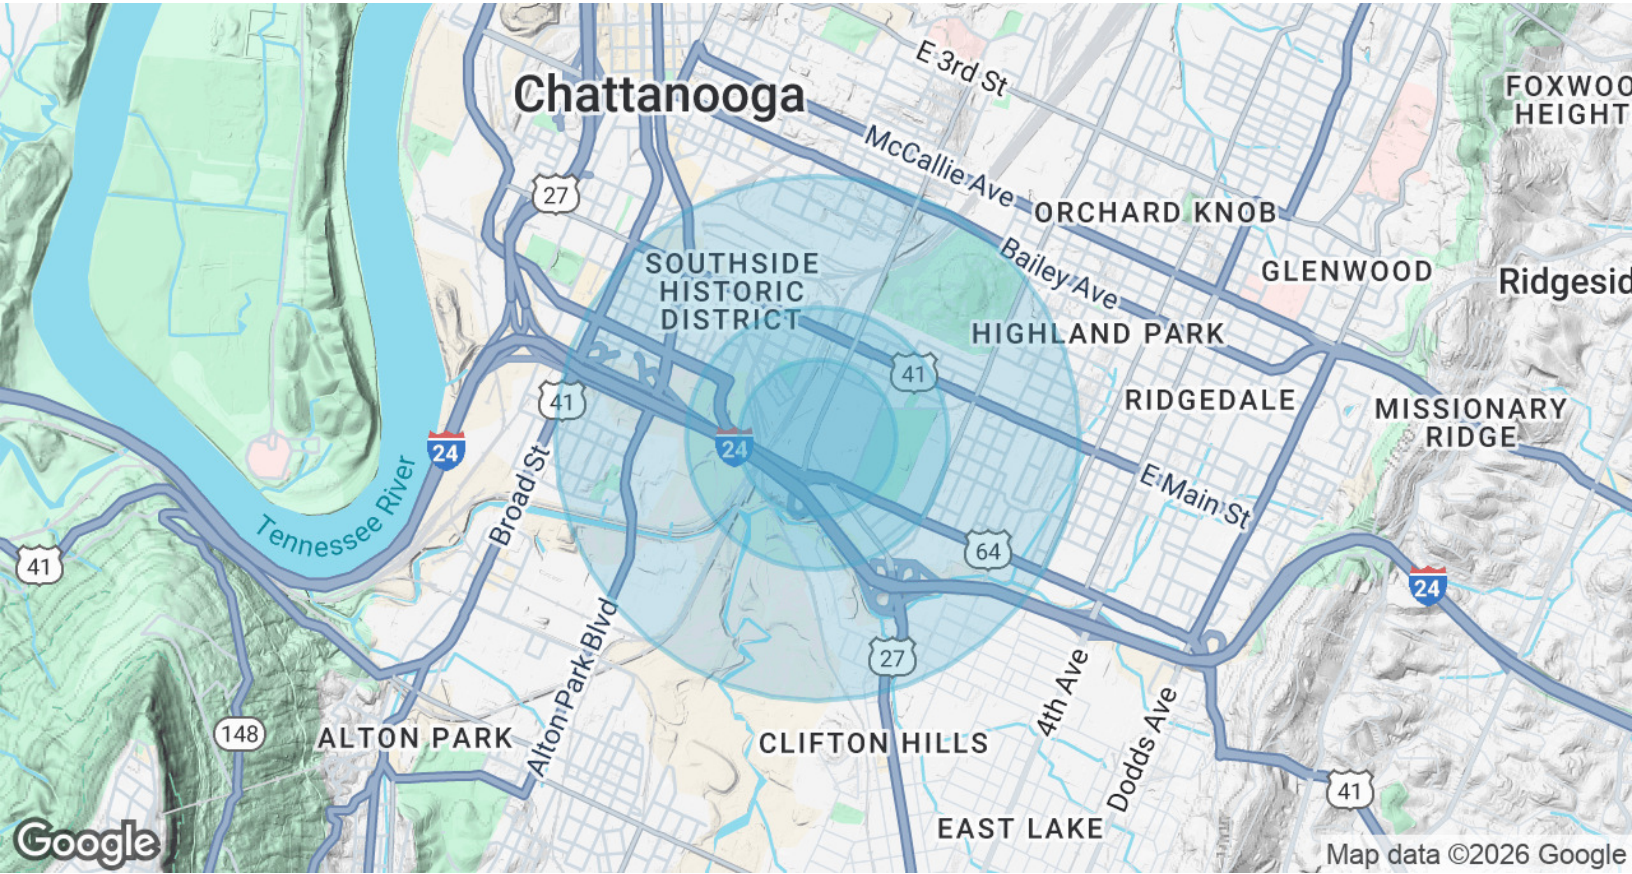 E 3rd St
FOXWOO
HEIGHT
Chattanooga
McCallie Ave
27
ORCHARD KNOB
SOUTHSIDE
HISTORIC
DISTRICT
Bailey Ave
GLENWOOD
Ridgesid
HIGHLAND PARK
41
41
RIDGEDALE
MISSIONARY
RIDGE
24
24
Broad St
E Main St
Tennessee River
41
64
24
Alton Park Blvd
27
4th Ave
148
ALTON PARK
CLIFTON HILLS
Dodds Ave
41
EAST LAKE
Google
Map data ©2026 Google